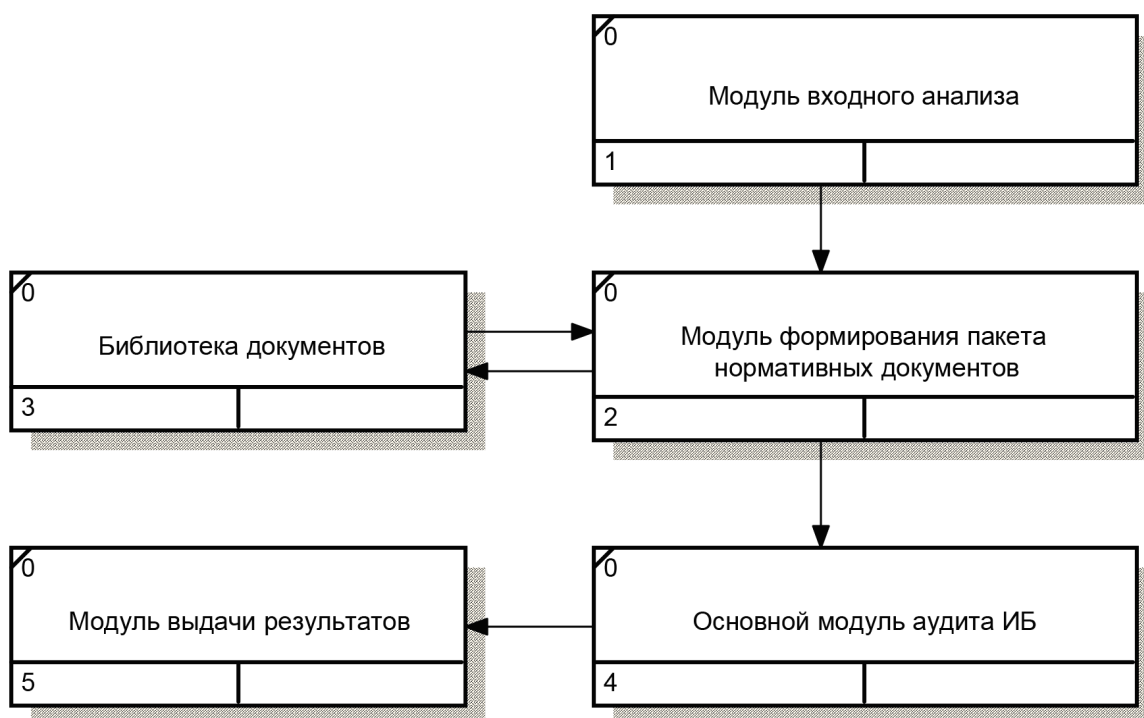 0
Модуль входного анализа
1
0
Библиотека документов
3
0
Модуль формирования пакета
нормативных документов
2
0
Модуль выдачи результатов
5
0
Основной модуль аудита ИБ
4